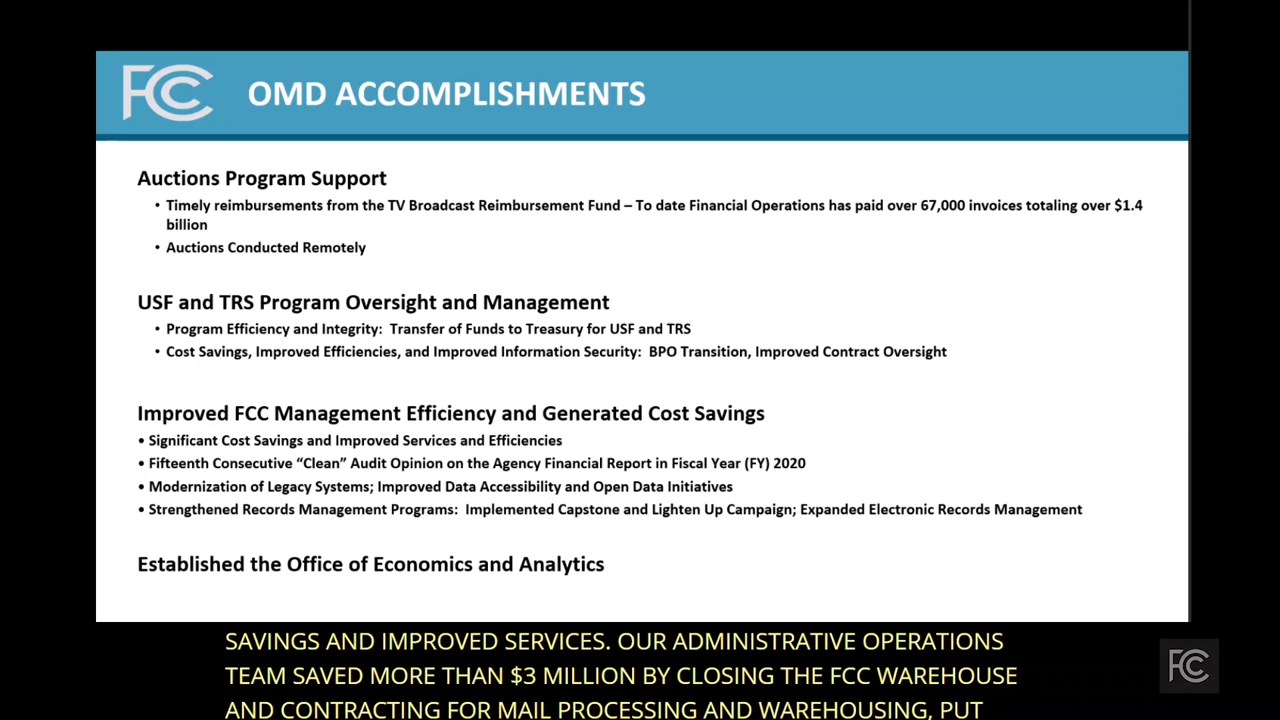 FCC OMD ACCOMPLISHMENTS
Auctions Program Support
• Timely reimbursements from the TV Broadcast Reimbursement Fund – To date Financial Operations has paid over 67,000 invoices totaling over $1.4
billion
• Auctions Conducted Remotely
USF and TRS Program Oversight and Management
• Program Efficiency and Integrity: Transfer of Funds to Treasury for USF and TRS
• Cost Savings, Improved Efficiencies, and Improved Information Security: BPO Transition, Improved Contract Oversight
Improved FCC Management Efficiency and Generated Cost Savings
• Significant Cost Savings and Improved Services and Efficiencies
• Fifteenth Consecutive “Clean” Audit Opinion on the Agency Financial Report in Fiscal Year (FY) 2020
• Modernization of Legacy Systems; Improved Data Accessibility and Open Data Initiatives
• Strengthened Records Management Programs: Implemented Capstone and Lighten Up Campaign; Expanded Electronic Records Management
Established the Office of Economics and Analytics
SAVINGS AND IMPROVED SERVICES. OUR ADMINISTRATIVE OPERATIONS
TEAM SAVED MORE THAN $3 MILLION BY CLOSING THE FCC WAREHOUSE
AND CONTRACTING FOR MAIL PROCESSING AND WAREHOUSING, PUT
FCC